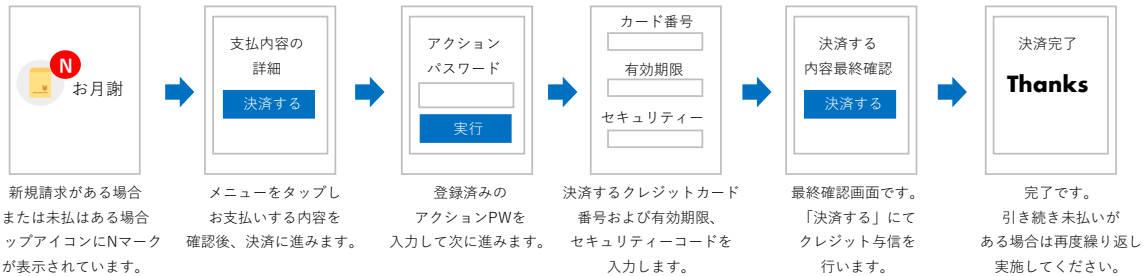 N
お月謝
新規請求がある場合
または未払はある場合
ップアイコンにNマーク
が表示されています。
支払内容の
詳細
決済する
メニューをタップし
お支払いする内容を
確認後、決済に進みます。
アクション
パスワード
実行
登録済みの
アクションPWを
入力して次に進みます。
カード番号
有効期限
セキュリティー
決済するクレジットカード
番号および有効期限、
セキュリティーコードを
入力します。
決済する
内容最終確認
決済する
最終確認画面です。
「決済する」にて
クレジット与信を
行います。
決済完了
Thanks
完了です。
引き続き未払いが
ある場合は再度繰り返し
実施してください。